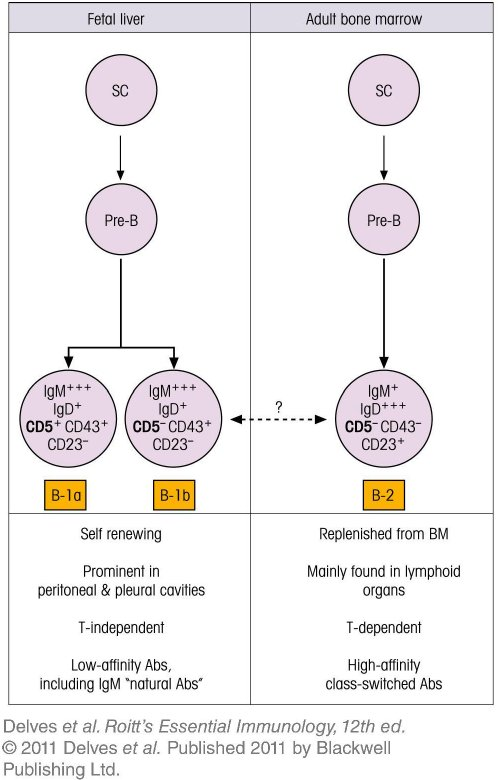 Fetal liver
Adult bone marrow
SC
SC
Pre-B
Pre-B
IgM+++
IgD+
CD5+ CD43+
CD23–
IgM+++
IgD+
CD5– CD43+
CD23–
?
IgM+
IgD+++
CD5– CD43–
CD23+
B-1a
B-1b
B-2
Self renewing
Replenished from BM
Prominent in
peritoneal & pleural cavities
Mainly found in lymphoid
organs
T-independent
T-dependent
Low-affinity Abs,
including IgM “natural Abs”
High-affinity
class-switched Abs
Delves et al. Roitt’s Essential Immunology, 12th ed.
© 2011 Delves et al. Published 2011 by Blackwell
Publishing Ltd.